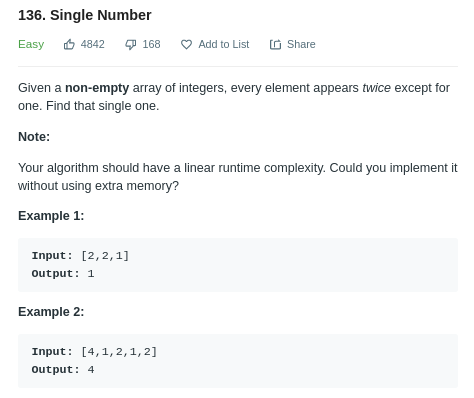 136. Single Number
Easy 4842 168 Add to List Share
Given a non-empty array of integers, every element appears twice except for
one. Find that single one.
Note:
Your algorithm should have a linear runtime complexity. Could you implement it
without using extra memory?
Example 1:
Input: [2,2,1]
Output: 1
Example 2:
Input: [4,1,2,1,2]
Output: 4